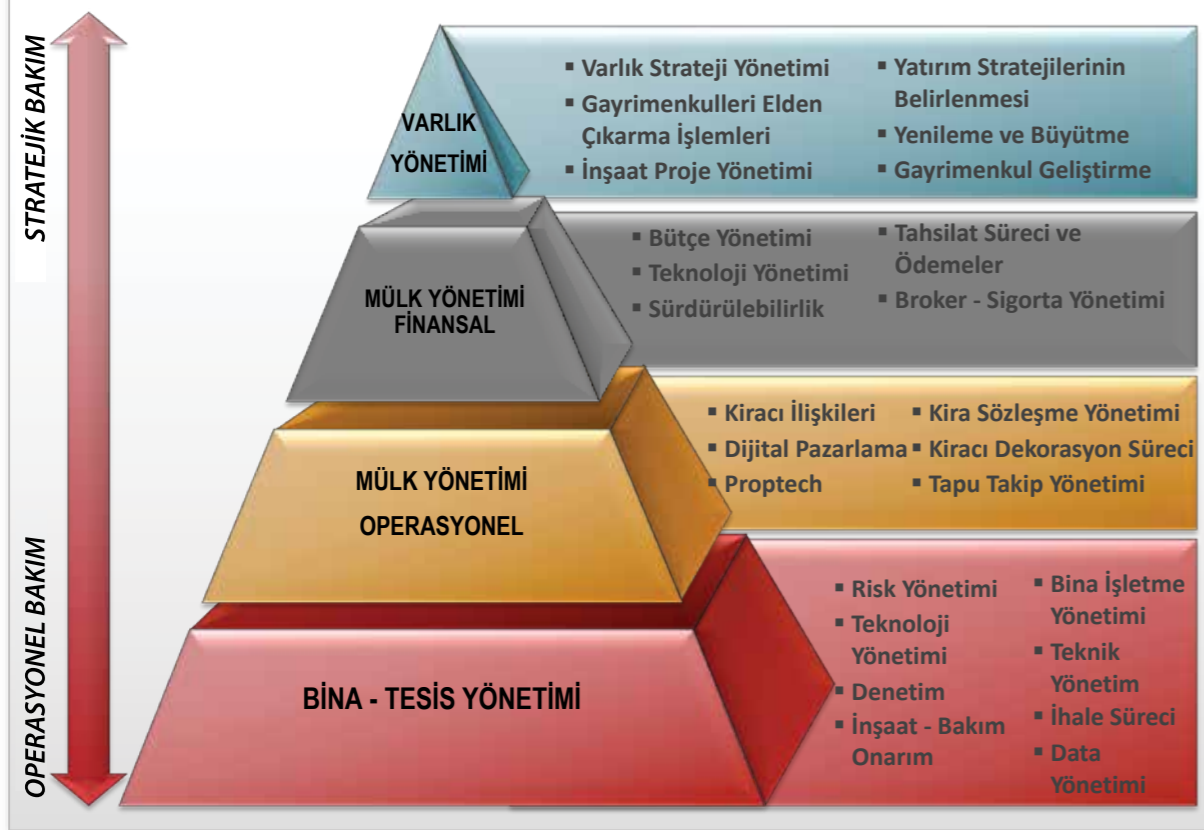 STRATEJİK BAKIM
OPERASYONEL BAKIM
VARLIK
YÖNETİMİ
▪ Varlık Strateji Yönetimi
▪ Gayrimenkulleri Elden
Çıkarma İşlemleri
▪ İnşaat Proje Yönetimi
▪ Yatırım Stratejilerinin
Belirlenmesi
▪ Yenileme ve Büyütme
▪ Gayrimenkul Geliştirme
MÜLK YÖNETİMİ
FİNANSAL
▪ Bütçe Yönetimi
▪ Teknoloji Yönetimi
▪ Sürdürülebilirlik
▪ Tahsilat Süreci ve
Ödemeler
▪ Broker - Sigorta Yönetimi
MÜLK YÖNETİMİ
OPERASYONEL
▪ Kiracı İlişkileri
▪ Dijital Pazarlama
▪ Proptech
▪ Kira Sözleşme Yönetimi
▪ Kiracı Dekorasyon Süreci
▪ Tapu Takip Yönetimi
BİNA - TESİS YÖNETİMİ
▪ Risk Yönetimi
▪ Teknoloji
Yönetimi
▪ Denetim
▪ İnşaat - Bakım
Onarım
▪ Bina İşletme
Yönetimi
▪ Teknik
Yönetim
▪ İhale Süreci
▪ Data
Yönetimi